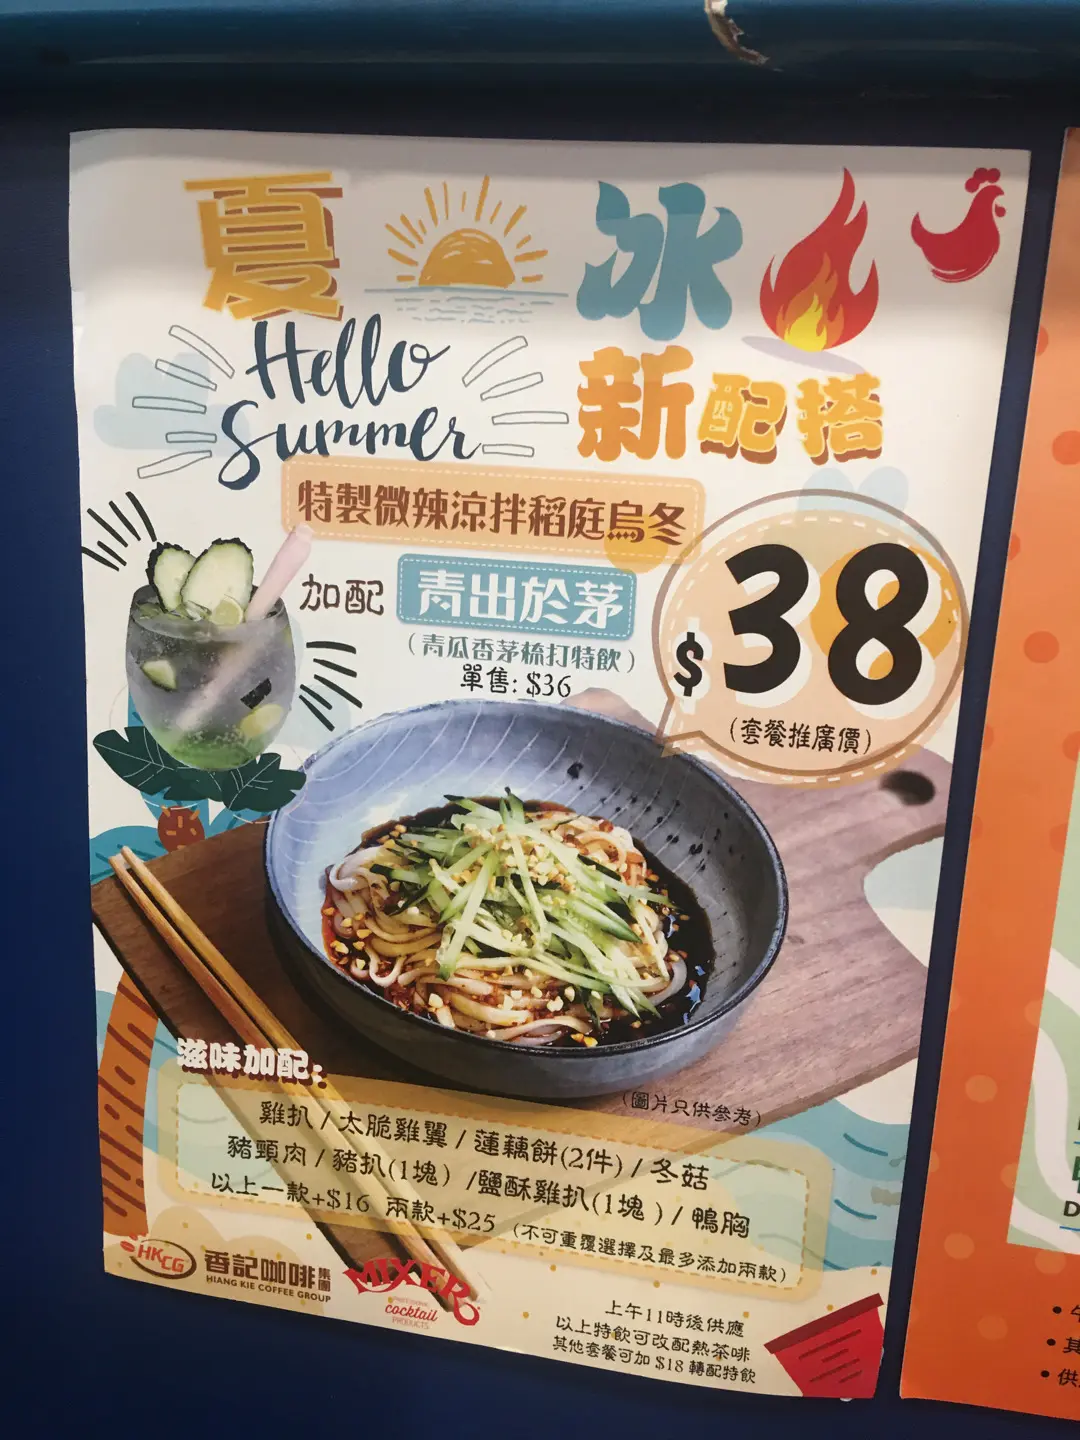 夏 冰
Hello
Summer
新配搭
特製微辣涼拌稻庭烏冬
加配 青出於茅
(青瓜香茅梳打特飲)
單售: $36
$38
(套餐推廣價)
滋味加配:
(圖片只供參考)
雞扒 / 太脆雞翼 / 蓮藕餅(2件) / 冬菇
豬頸肉 / 豬扒(1塊) / 鹽酥雞扒(1塊) / 鴨胸
以上一款+$16 兩款+$25 (不可重覆選擇及最多添加兩款)
HKCG
香記咖啡集團
HIANG KIE COFFEE GROUP
MIXER
PROFESSIONAL
cocktail
PRODUCTS
上午11時後供應
以上特飲可改配熱茶啡
其他套餐可加 $18 轉配特飲
D
• 其
• 供